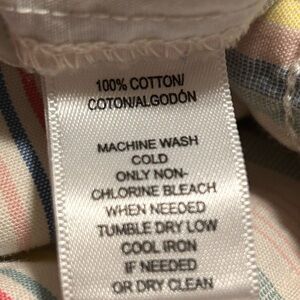 100% COTTON/
COTON/ALGODÓN
MACHINE WASH
COLD
ONLY NON-
CHLORINE BLEACH
WHEN NEEDED
TUMBLE DRY LOW
COOL IRON
IF NEEDED
OR DRY CLEAN